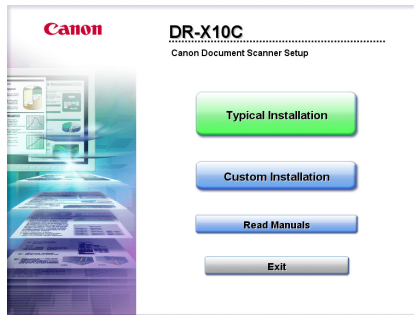 Canon
DR-X10C
Canon Document Scanner Setup
Typical Installation
Custom Installation
Read Manuals
Exit